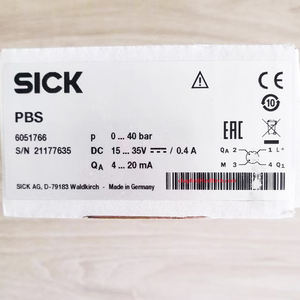 SICK
PBS
6051766 p 0 ... 40 bar
S/N 21177635 DC 15 ... 35V / 0.4 A
QA 4 ... 20 mA
SICK AG, D-79183 Waldkirch - Made in Germany
CE
10
EAC
QA 2 1 L+
M 3 4 Q1